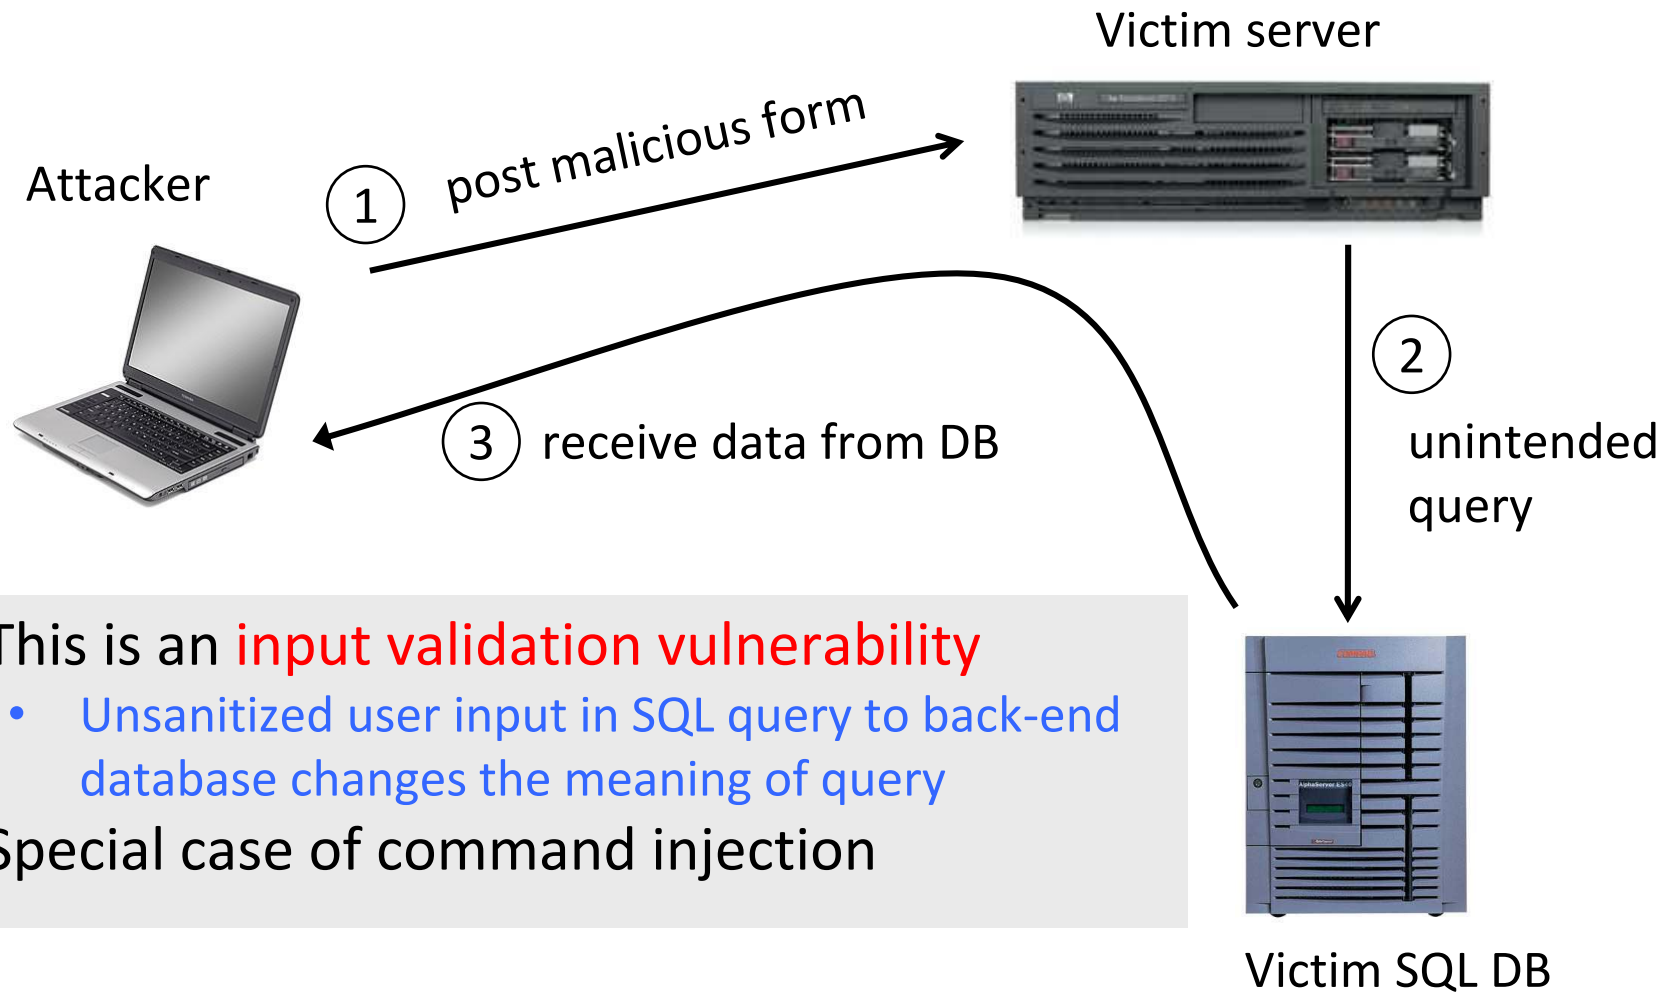 Victim server
Attacker
1
post malicious form
2
unintended
query
3
receive data from DB
This is an input validation vulnerability
• Unsanitized user input in SQL query to back-end
database changes the meaning of query
Special case of command injection
Victim SQL DB